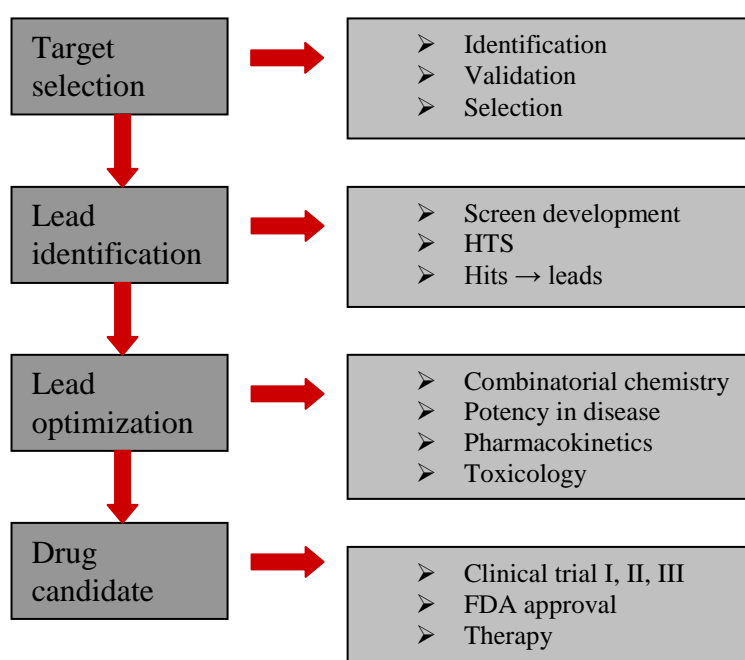 Target
selection
➢ Identification
➢ Validation
➢ Selection
Lead
identification
➢ Screen development
➢ HTS
➢ Hits → leads
Lead
optimization
➢ Combinatorial chemistry
➢ Potency in disease
➢ Pharmacokinetics
➢ Toxicology
Drug
candidate
➢ Clinical trial I, II, III
➢ FDA approval
➢ Therapy